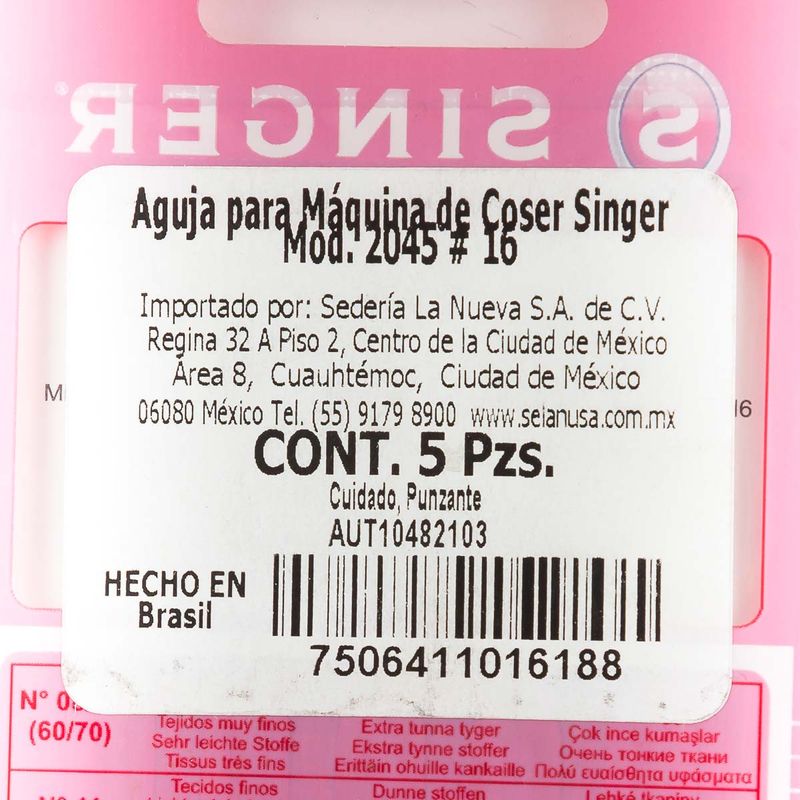 SINGER®
Aguja para Máquina de Coser Singer
Mod. 2045 # 16
Importado por: Sedería La Nueva S.A. de C.V.
Regina 32 A Piso 2, Centro de la Ciudad de México
Área 8, Cuauhtémoc, Ciudad de México
06080 México Tel. (55) 9179 8900 www.seianusa.com.mx
CONT. 5 Pzs.
Cuidado, Punzante
AUT10482103
HECHO EN
Brasil
7506411016188
N°
(60/70)
Tejidos muy finos
Sehr leichte Stoffe
Tissus très fins
Extra tunna tyger
Ekstra tynne stoffer
Erittäin ohuille kankaille
Çok ince kumaşlar
Очень тонкие ткани
Πολύ ευαίσθητα υφάσματα
Tecidos finos
Dunne stoffen
Lehké tkaniny